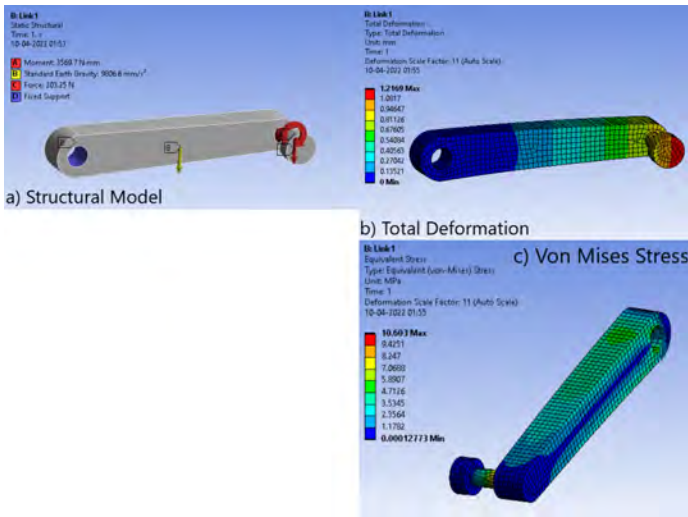 B: Link1
Static Structural
Time: 1. s
10-04-2022 01:53
A Moment: 3568.7 N·mm
B Standard Earth Gravity: 9806.6 mm/s²
C Force: 203.25 N
D Fixed Support
B
a) Structural Model
B: Link1
Total Deformation
Type: Total Deformation
Unit: mm
Time: 1
Deformation Scale Factor: 11 (Auto Scale)
10-04-2022 01:55
1.2169 Max
1.0817
0.94647
0.81126
0.67605
0.54084
0.40563
0.27042
0.13521
0 Min
b) Total Deformation
B: Link1
Equivalent Stress
Type: Equivalent (von-Mises) Stress
Unit: MPa
Time: 1
Deformation Scale Factor: 11 (Auto Scale)
10-04-2022 01:55
c) Von Mises Stress
10.603 Max
9.4251
8.247
7.0688
5.8907
4.7126
3.5345
2.3564
1.1782
0.00012773 Min